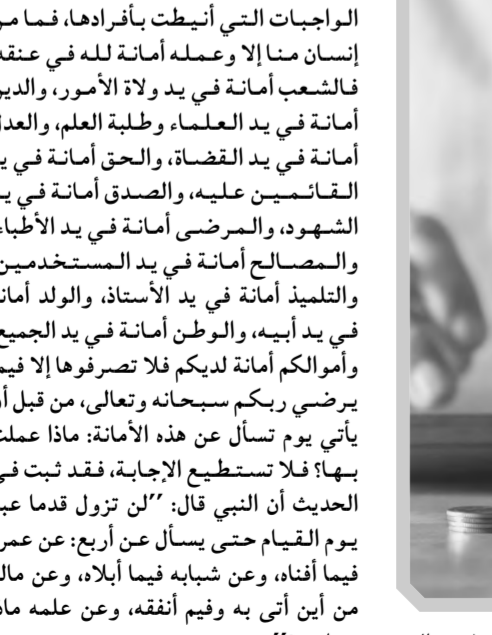 الواجبات التي أنيطت بأفرادها، فما من
إنسان منا إلا وعمله أمانة لله في عنقه
فالشعب أمانة في يد ولاة الأمور، والدين
أمانة في يد العلماء وطلبة العلم، والعدل
أمانة في يد القضاة، والحق أمانة في يد
القائمين عليه، والصدق أمانة في يد
الشهود، والمرضى أمانة في يد الأطباء
والمصالح أمانة في يد المستخدمين
والتلميذ أمانة في يد الأستاذ، والولد أمانة
في يد أبيه، والوطن أمانة في يد الجميع
وأموالكم أمانة لديكم فلا تصرفوها إلا فيما
يرضي ربكم سبحانه وتعالى، من قبل أن
يأتي يوم تسأل عن هذه الأمانة: ماذا عملت
بها؟ فلا تستطيع الإجابة، فقد ثبت في
الحديث أن النبي قال: ’’لن تزول قدما عبد
يوم القيام حتى يسأل عن أربع: عن عمره
فيما أفناه، وعن شبابه فيما أبلاه، وعن ماله
من أين أتى به وفيم أنفقه، وعن علمه ماذا